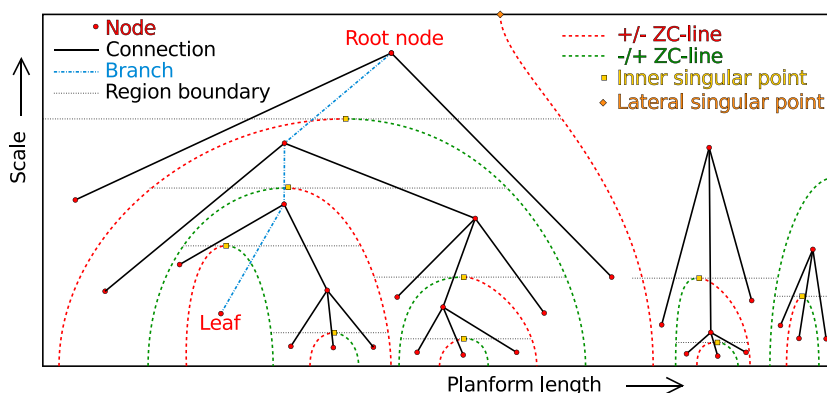 Node
Connection
Branch
Region boundary
Root node
+/- ZC-line
-/+ ZC-line
Inner singular point
Lateral singular point
Scale
Leaf
Planform length